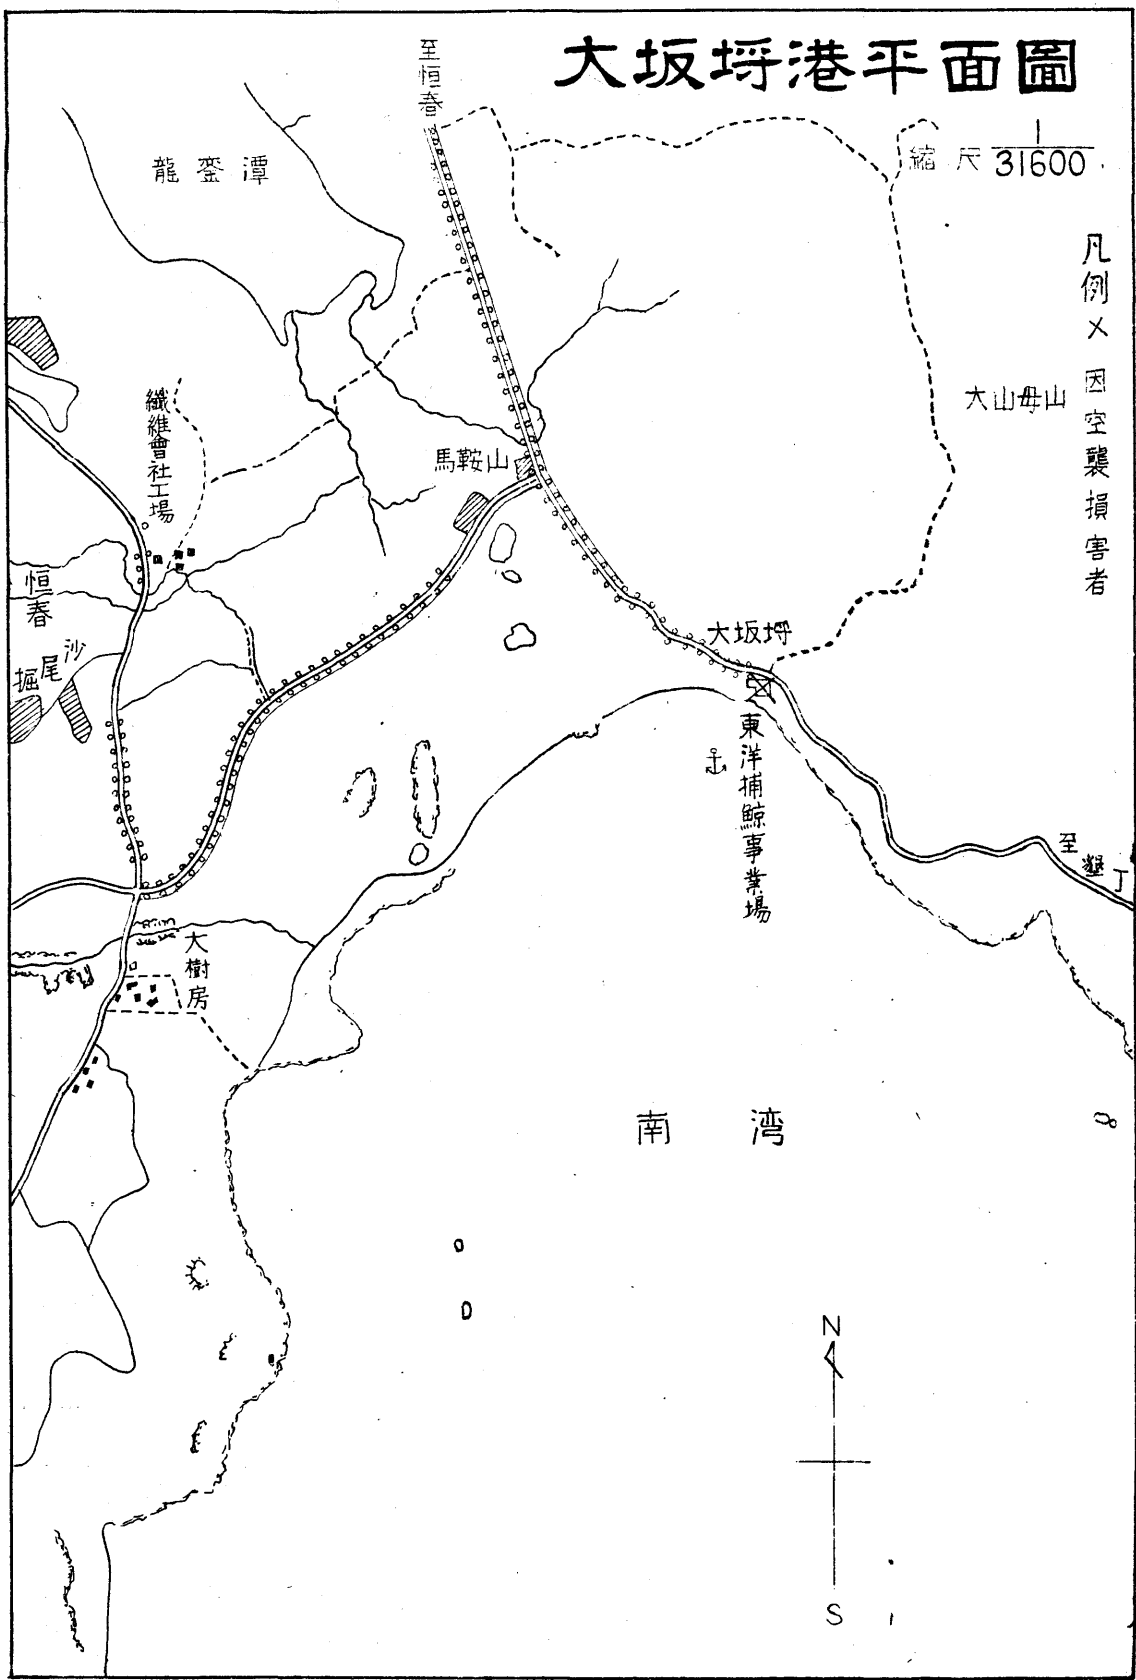 大坂埒港平面圖
縮尺 1/31600
凡例 × 因空襲損害者
至恒春
龍銮潭
大山母山
纖維會社工場
馬鞍山
恒春
沙尾掘
大坂埒
東洋捕鯨事業場
至墾丁
大樹房
南湾
N
S